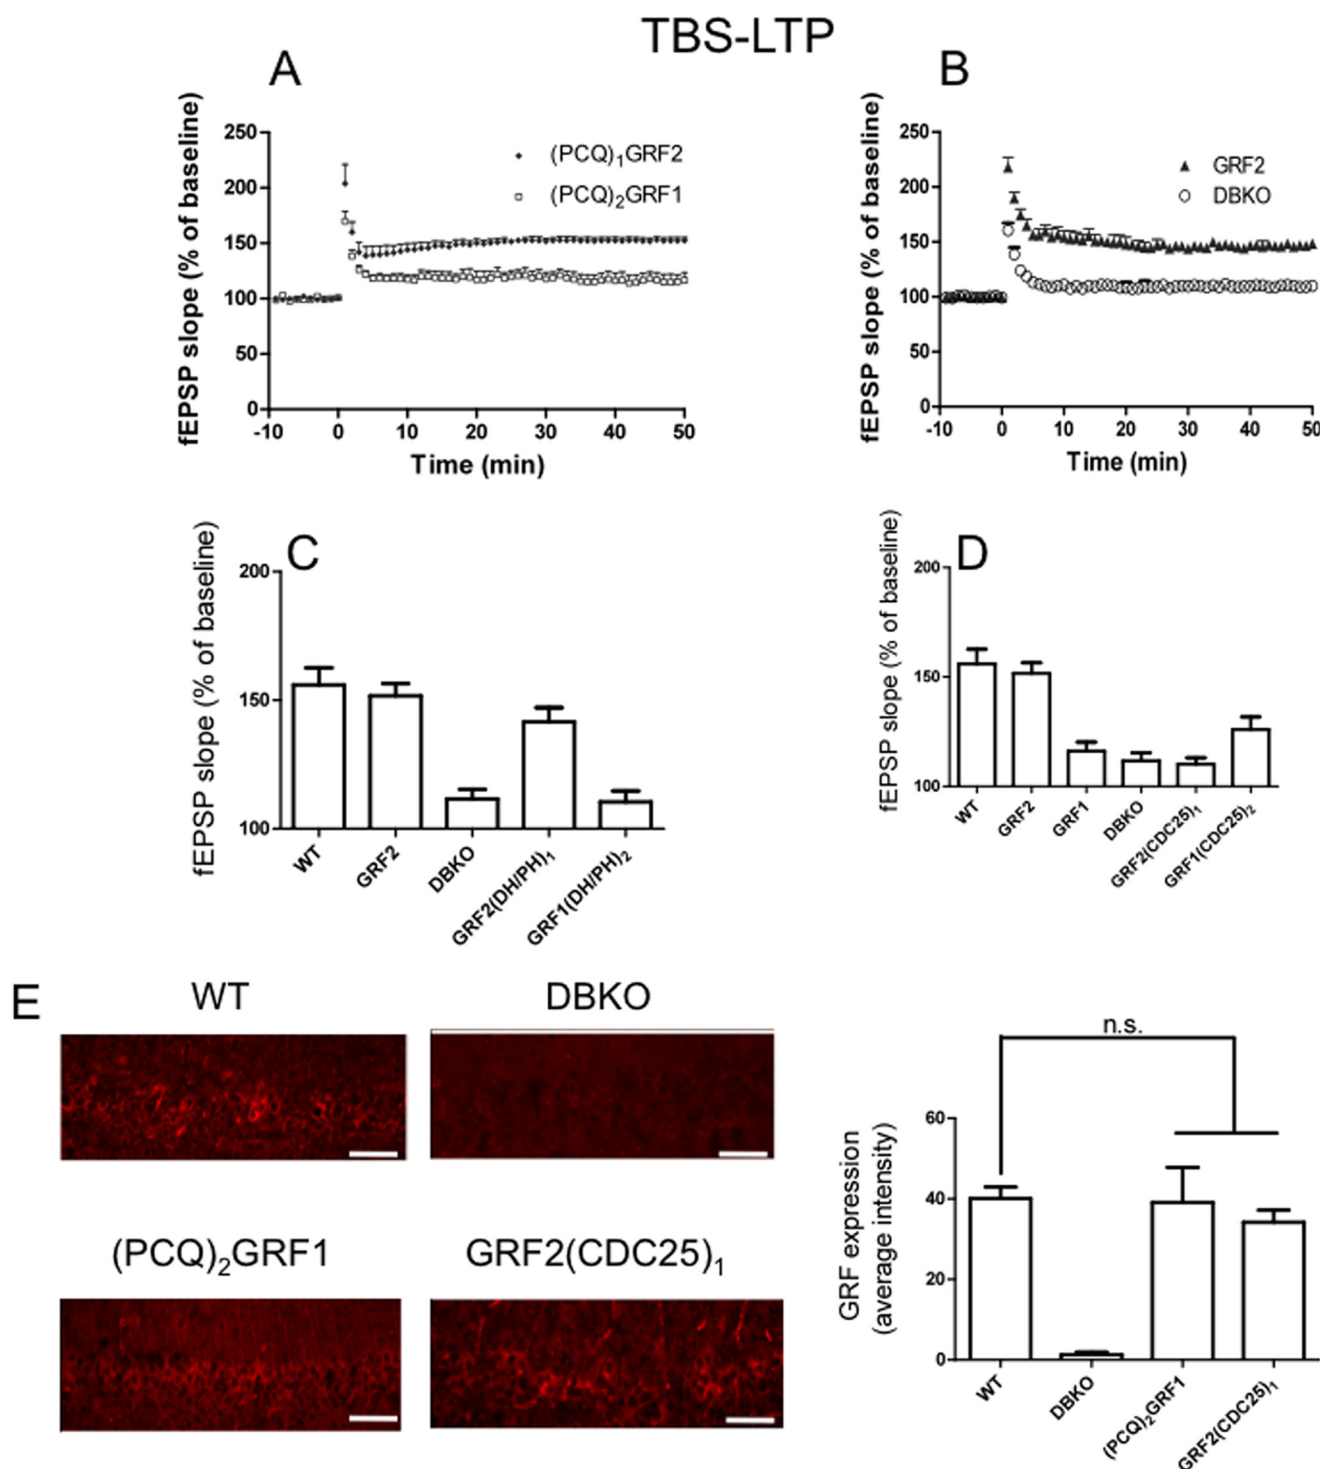 TBS-LTP
A
fEPSP slope (% of baseline)
250
200
150
100
50
0
-10 0 10 20 30 40 50
Time (min)
(PCQ)1GRF2
(PCQ)2GRF1
B
fEPSP slope (% of baseline)
250
200
150
100
50
0
-10 0 10 20 30 40 50
Time (min)
GRF2
DBKO
C
fEPSP slope (% of baseline)
200
150
100
WT
GRF2
DBKO
GRF2(DH/PH)1
GRF1(DH/PH)2
D
fEPSP slope (% of baseline)
200
150
100
WT
GRF2
GRF1
DBKO
GRF2(CDC25)1
GRF1(CDC25)2
E
WT
DBKO
(PCQ)2GRF1
GRF2(CDC25)1
n.s.
GRF expression
(average intensity)
60
40
20
0
WT
DBKO
(PCQ)2GRF1
GRF2(CDC25)1